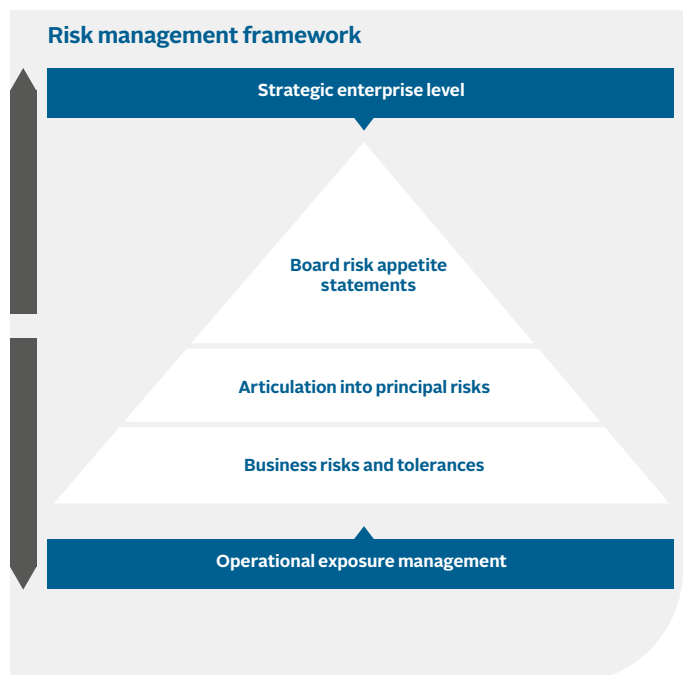 Risk management framework
Strategic enterprise level
Board risk appetite
statements
Articulation into principal risks
Business risks and tolerances
Operational exposure management